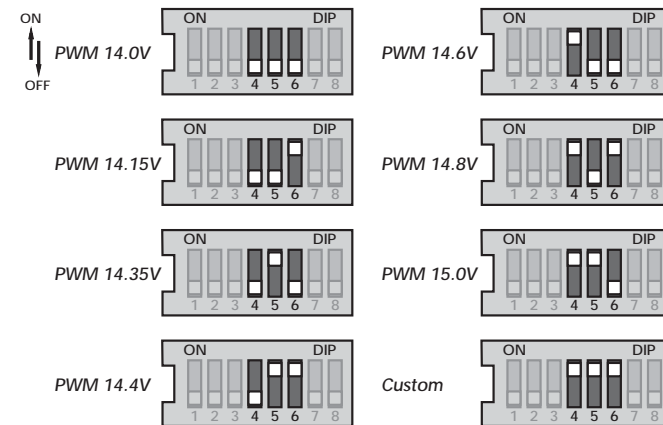 ON
OFF
PWM 14.0V
ON DIP
1 2 3 4 5 6 7 8
PWM 14.6V
ON DIP
1 2 3 4 5 6 7 8
PWM 14.15V
ON DIP
1 2 3 4 5 6 7 8
PWM 14.8V
ON DIP
1 2 3 4 5 6 7 8
PWM 14.35V
ON DIP
1 2 3 4 5 6 7 8
PWM 15.0V
ON DIP
1 2 3 4 5 6 7 8
PWM 14.4V
ON DIP
1 2 3 4 5 6 7 8
Custom
ON DIP
1 2 3 4 5 6 7 8